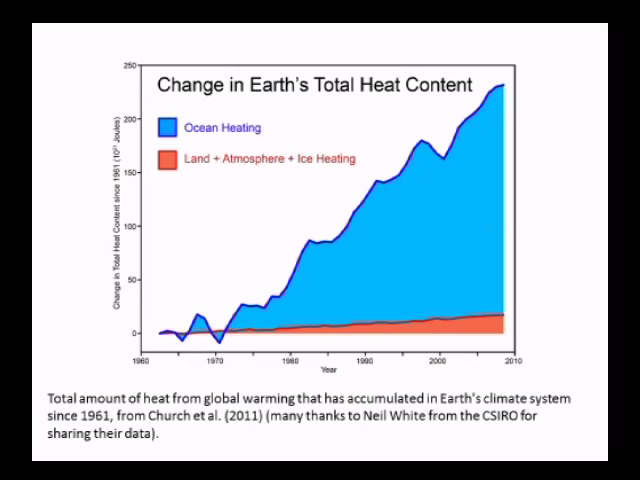 250
Change in Earth's Total Heat Content
200
Ocean Heating
Land + Atmosphere + Ice Heating
150
100
50
0
Change in Total Heat Content since 1961 (10²¹ Joules)
1960 1970 1980 1990 2000 2010
Year
Total amount of heat from global warming that has accumulated in Earth's climate system
since 1961, from Church et al. (2011) (many thanks to Neil White from the CSIRO for
sharing their data).